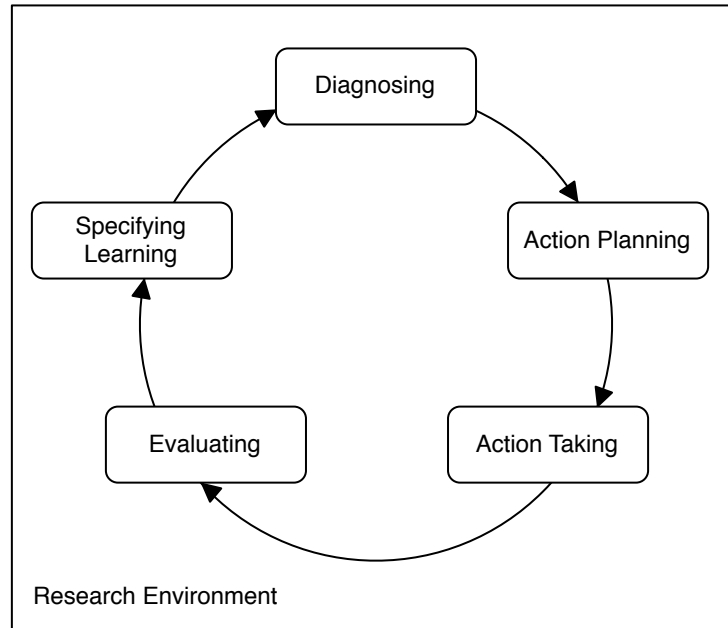 Diagnosing
Action Planning
Action Taking
Evaluating
Specifying
Learning
Research Environment